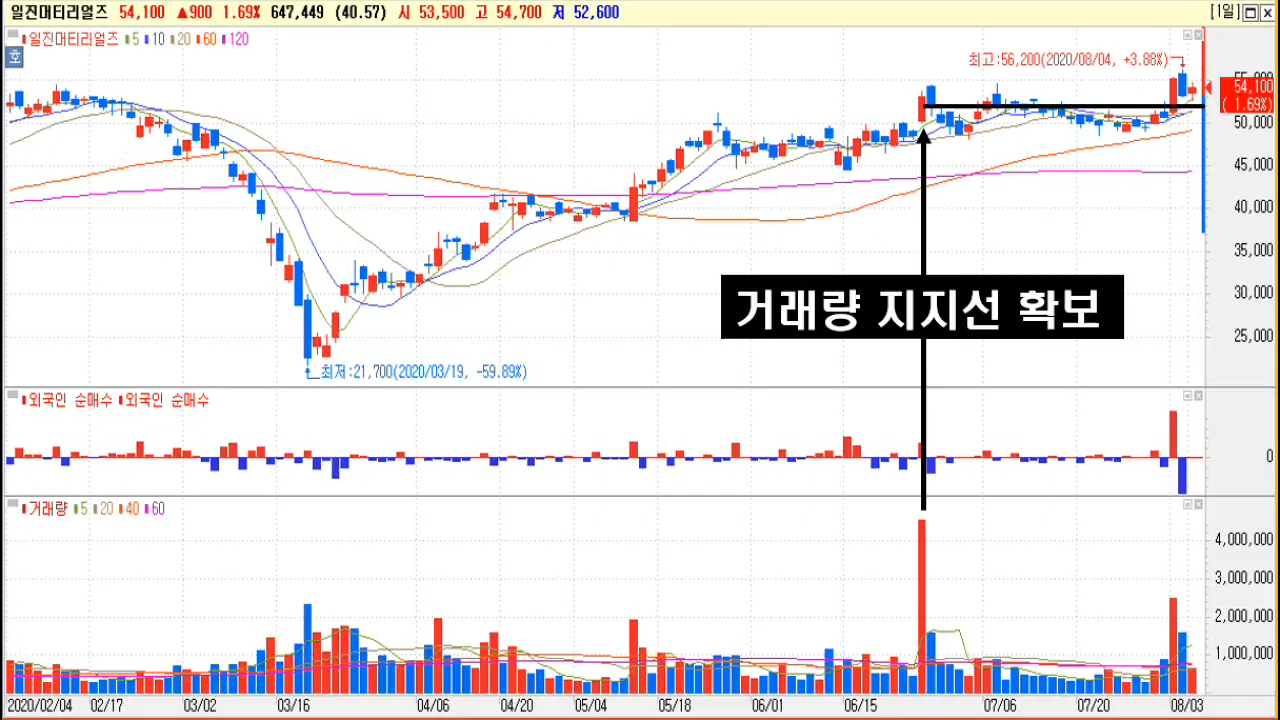 일진머티리얼즈 54,100 ▲900 1.69% 647,449 (40.57) 시 53,500 고 54,700 저 52,600 [1일]
일진머티리얼즈 5 10 20 60 120
호
최고:56,200(2020/08/04, +3.88%)
55,000
54,100
( 1.69%)
50,000
45,000
40,000
35,000
30,000
25,000
거래량 지지선 확보
최저:21,700(2020/03/19, -59.89%)
외국인 순매수 외국인 순매수
0
거래량 5 20 40 60
4,000,000
3,000,000
2,000,000
1,000,000
2020/02/04 02/17 03/02 03/16 04/06 04/20 05/04 05/18 06/01 06/15 07/06 07/20 08/03